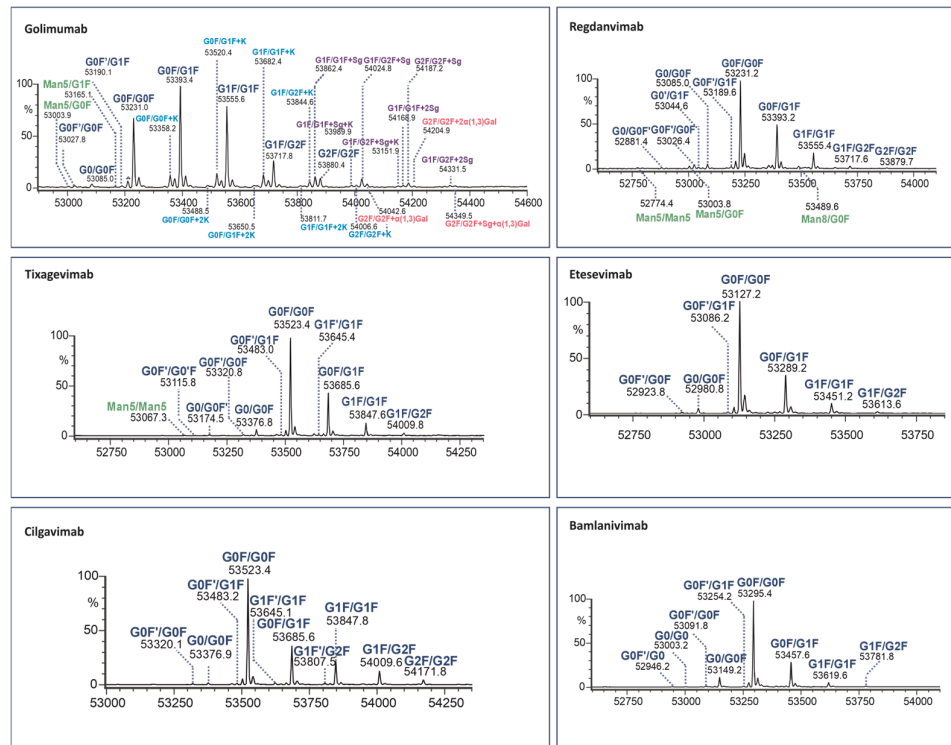 Golimumab
G0F/G1F+K
53520.4
G1F/G1F+K
53682.4
G1F/G1F+Sg
53862.4
G1F/G2F+Sg
54024.8
G2F/G2F+Sg
54187.2
G0F'/G1F
53190.1
G0F/G1F
53393.4
Man5/G1F
53165.1
G0F/G0F
53231.0
Man5/G0F
53003.9
G0F'/G0F
53027.8
G0/G0F
53085.0
G0F/G0F+K
53358.2
G1F/G1F
53555.6
G1F/G2F+K
53844.6
G1F/G2F
53717.8
G1F/G1F+Sg+K
53989.9
G2F/G2F
53880.4
G1F/G2F+Sg+K
53151.9
G1F/G1F+2Sg
54168.9
G2F/G2F+2α(1,3)Gal
54204.9
G1F/G2F+2Sg
54331.5
100
%
50
0
53000 53200 53400 53600 53800 54000 54200 54400 54600
53488.5
G0F/G0F+2K
53650.5
G0F/G1F+2K
53811.7
G1F/G1F+2K
54042.6
G2F/G2F+α(1,3)Gal
54006.6
G2F/G2F+K
54349.5
G2F/G2F+Sg+α(1,3)Gal
Regdanvimab
G0F/G0F
53231.2
G0/G0F
53085.0
G0F'/G1F
53189.6
G0'/G1F
53044,6
G0F/G1F
53393.2
G0/G0F'
52881.4
G0F'/G0F
53026.4
G1F/G1F
53555.4
G1F/G2F
53717.6
G2F/G2F
53879.7
100
%
50
0
52750 53000 53250 53500 53750 54000
52774.4
Man5/Man5
53003.8
Man5/G0F
53489.6
Man8/G0F
Tixagevimab
G0F/G0F
53523.4
G1F'/G1F
53645.4
G0F'/G1F
53483.0
G0F'/G0F
53320.8
G0F'/G0F'
53115.8
Man5/Man5
53067.3
G0/G0F'
53174.5
G0/G0F
53376.8
G0F/G1F
53685.6
G1F/G1F
53847.6
G1F/G2F
54009.8
100
%
50
0
52750 53000 53250 53500 53750 54000 54250
Etesevimab
G0F/G0F
53127.2
G0F'/G1F
53086.2
G0F'/G0F
52923.8
G0/G0F
52980.8
G0F/G1F
53289.2
G1F/G1F
53451.2
G1F/G2F
53613.6
100
%
50
0
52750 53000 53250 53500 53750
Cilgavimab
G0F/G0F
53523.4
G0F'/G1F
53483.2
G1F'/G1F
53645.1
G1F/G1F
53847.8
G0F'/G0F
53320.1
G0/G0F
53376.9
G0F/G1F
53685.6
G1F'/G2F
53807.5
G1F/G2F
54009.6
G2F/G2F
54171.8
100
%
50
0
53000 53250 53500 53750 54000 54250
Bamlanivimab
G0F/G0F
53295.4
G0F'/G1F
53254.2
G0F'/G0F
53091.8
G0/G0
53003.2
G0F'/G0
52946.2
G0/G0F
53149.2
G0F/G1F
53457.6
G1F/G1F
53619.6
G1F/G2F
53781.8
100
%
50
0
52750 53000 53250 53500 53750 54000